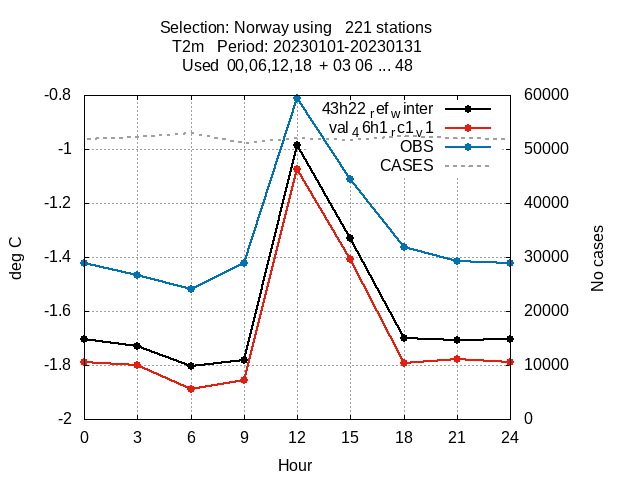 Selection: Norway using   221 stations
T2m   Period: 20230101-20230131
Used  00,06,12,18  + 03 06 ... 48
-0.8
-1
-1.2
-1.4
-1.6
-1.8
-2
60000
50000
40000
30000
20000
10000
0
43h22_ref_winter
val_46h1_rc1_v1
OBS
CASES
deg C
No cases
0 3 6 9 12 15 18 21 24
Hour